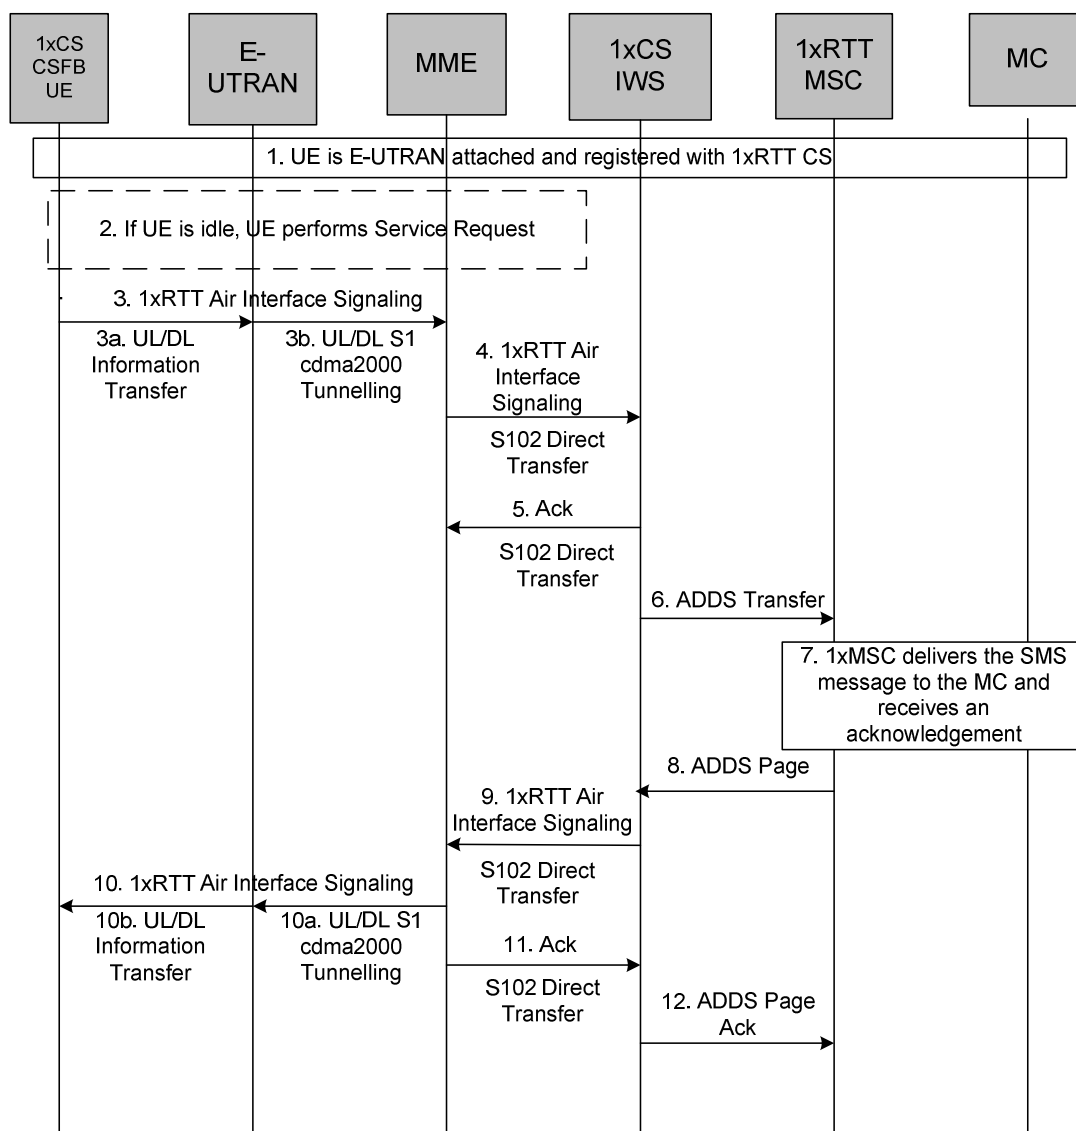 1xCS
CSFB
UE
E-
UTRAN
MME
1xCS
IWS
1xRTT
MSC
MC
1. UE is E-UTRAN attached and registered with 1xRTT CS
2. If UE is idle, UE performs Service Request
3. 1xRTT Air Interface Signaling
3a. UL/DL
Information
Transfer
3b. UL/DL S1
cdma2000
Tunnelling
4. 1xRTT Air
Interface
Signaling
S102 Direct
Transfer
5. Ack
S102 Direct
Transfer
6. ADDS Transfer
7. 1xMSC delivers the SMS
message to the MC and
receives an
acknowledgement
8. ADDS Page
9. 1xRTT Air
Interface Signaling
S102 Direct
Transfer
10. 1xRTT Air Interface Signaling
10b. UL/DL
Information
Transfer
10a. UL/DL S1
cdma2000
Tunnelling
11. Ack
S102 Direct
Transfer
12. ADDS Page
Ack